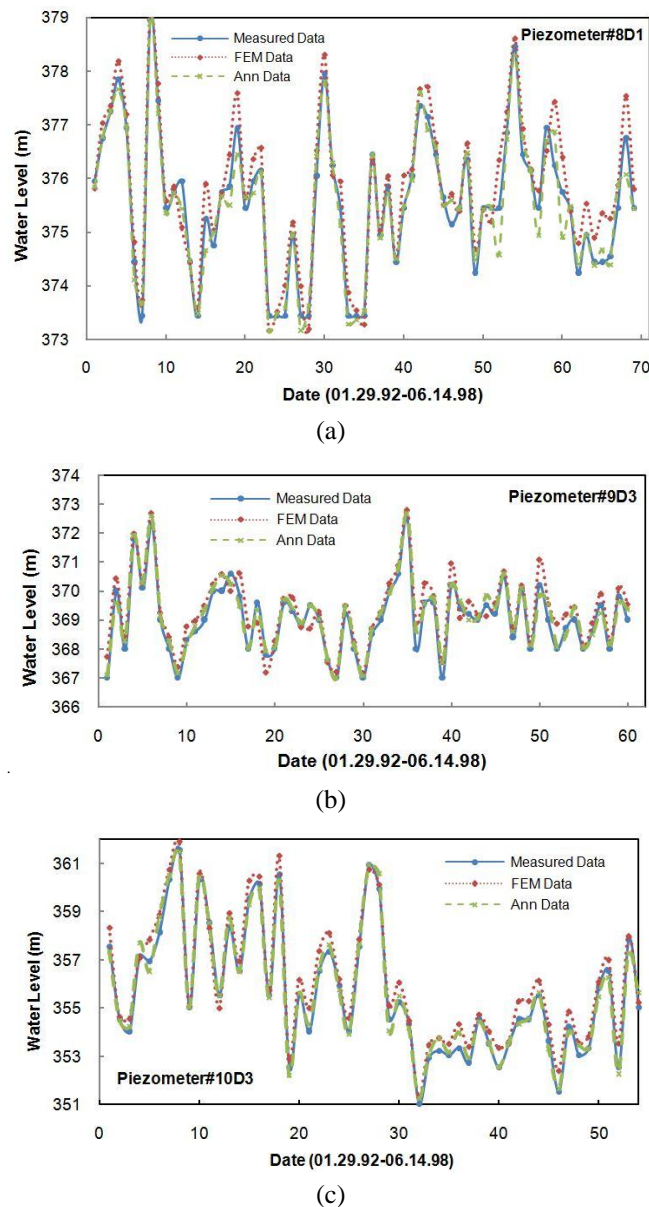 379
378
377
376
375
374
373
Water Level (m)
Measured Data
FEM Data
Ann Data
Piezometer#8D1
0 10 20 30 40 50 60 70
Date (01.29.92-06.14.98)
(a)
374
373
372
371
370
369
368
367
366
Water Level (m)
Measured Data
FEM Data
Ann Data
Piezometer#9D3
0 10 20 30 40 50 60
Date (01.29.92-06.14.98)
(b)
361
359
357
355
353
351
Water Level (m)
Measured Data
FEM Data
Ann Data
Piezometer#10D3
0 10 20 30 40 50
Date (01.29.92-06.14.98)
(c)